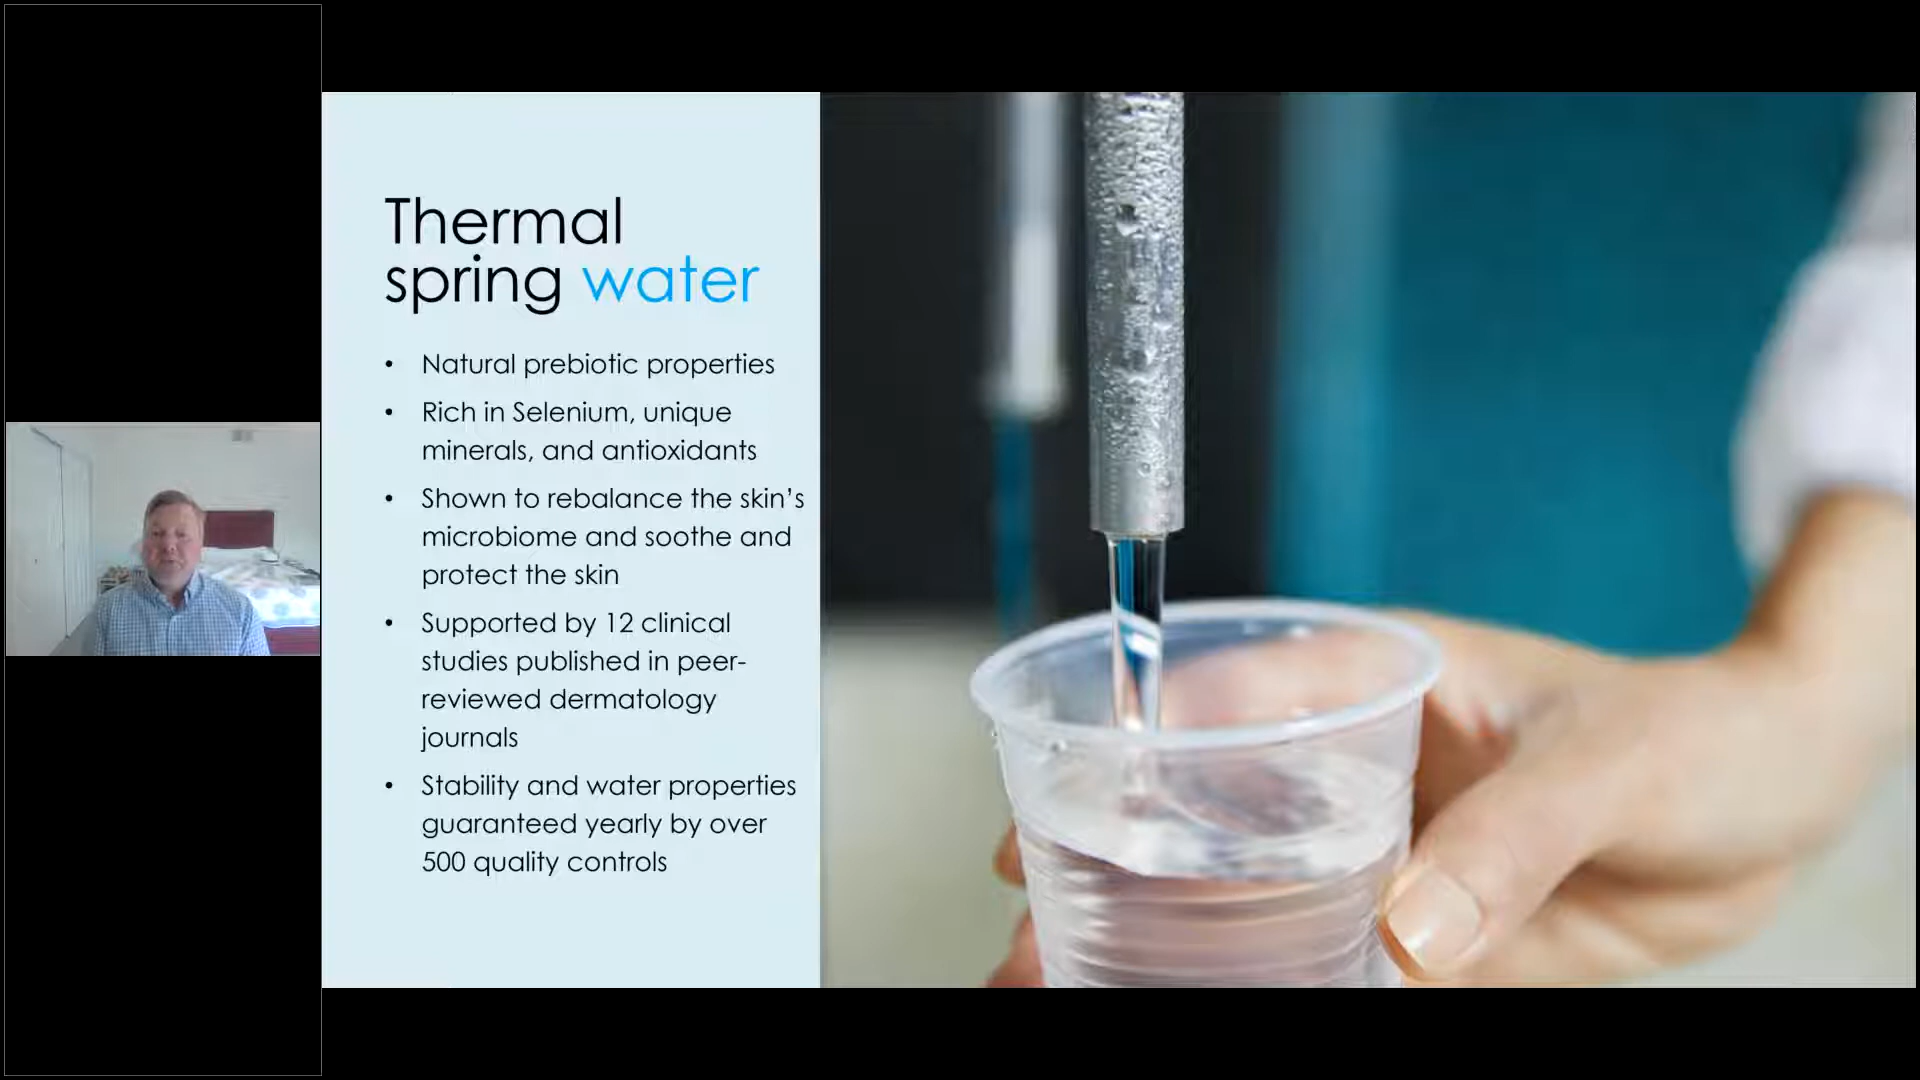 Thermal
spring water
• Natural prebiotic properties
• Rich in Selenium, unique
minerals, and antioxidants
• Shown to rebalance the skin’s
microbiome and soothe and
protect the skin
• Supported by 12 clinical
studies published in peer-
reviewed dermatology
journals
• Stability and water properties
guaranteed yearly by over
500 quality controls